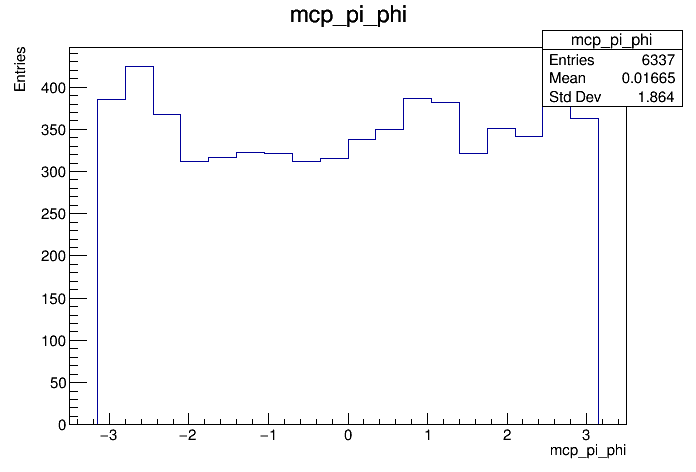 mcp_pi_phi
Entries
mcp_pi_phi
Entries 6337
Mean 0.01665
Std Dev 1.864
400
350
300
250
200
150
100
50
0
−3 −2 −1 0 1 2 3
mcp_pi_phi